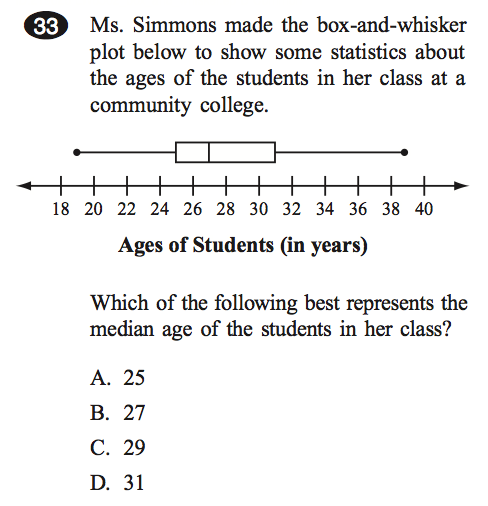 33 Ms. Simmons made the box-and-whisker
plot below to show some statistics about
the ages of the students in her class at a
community college.
18 20 22 24 26 28 30 32 34 36 38 40
Ages of Students (in years)
Which of the following best represents the
median age of the students in her class?
A. 25
B. 27
C. 29
D. 31